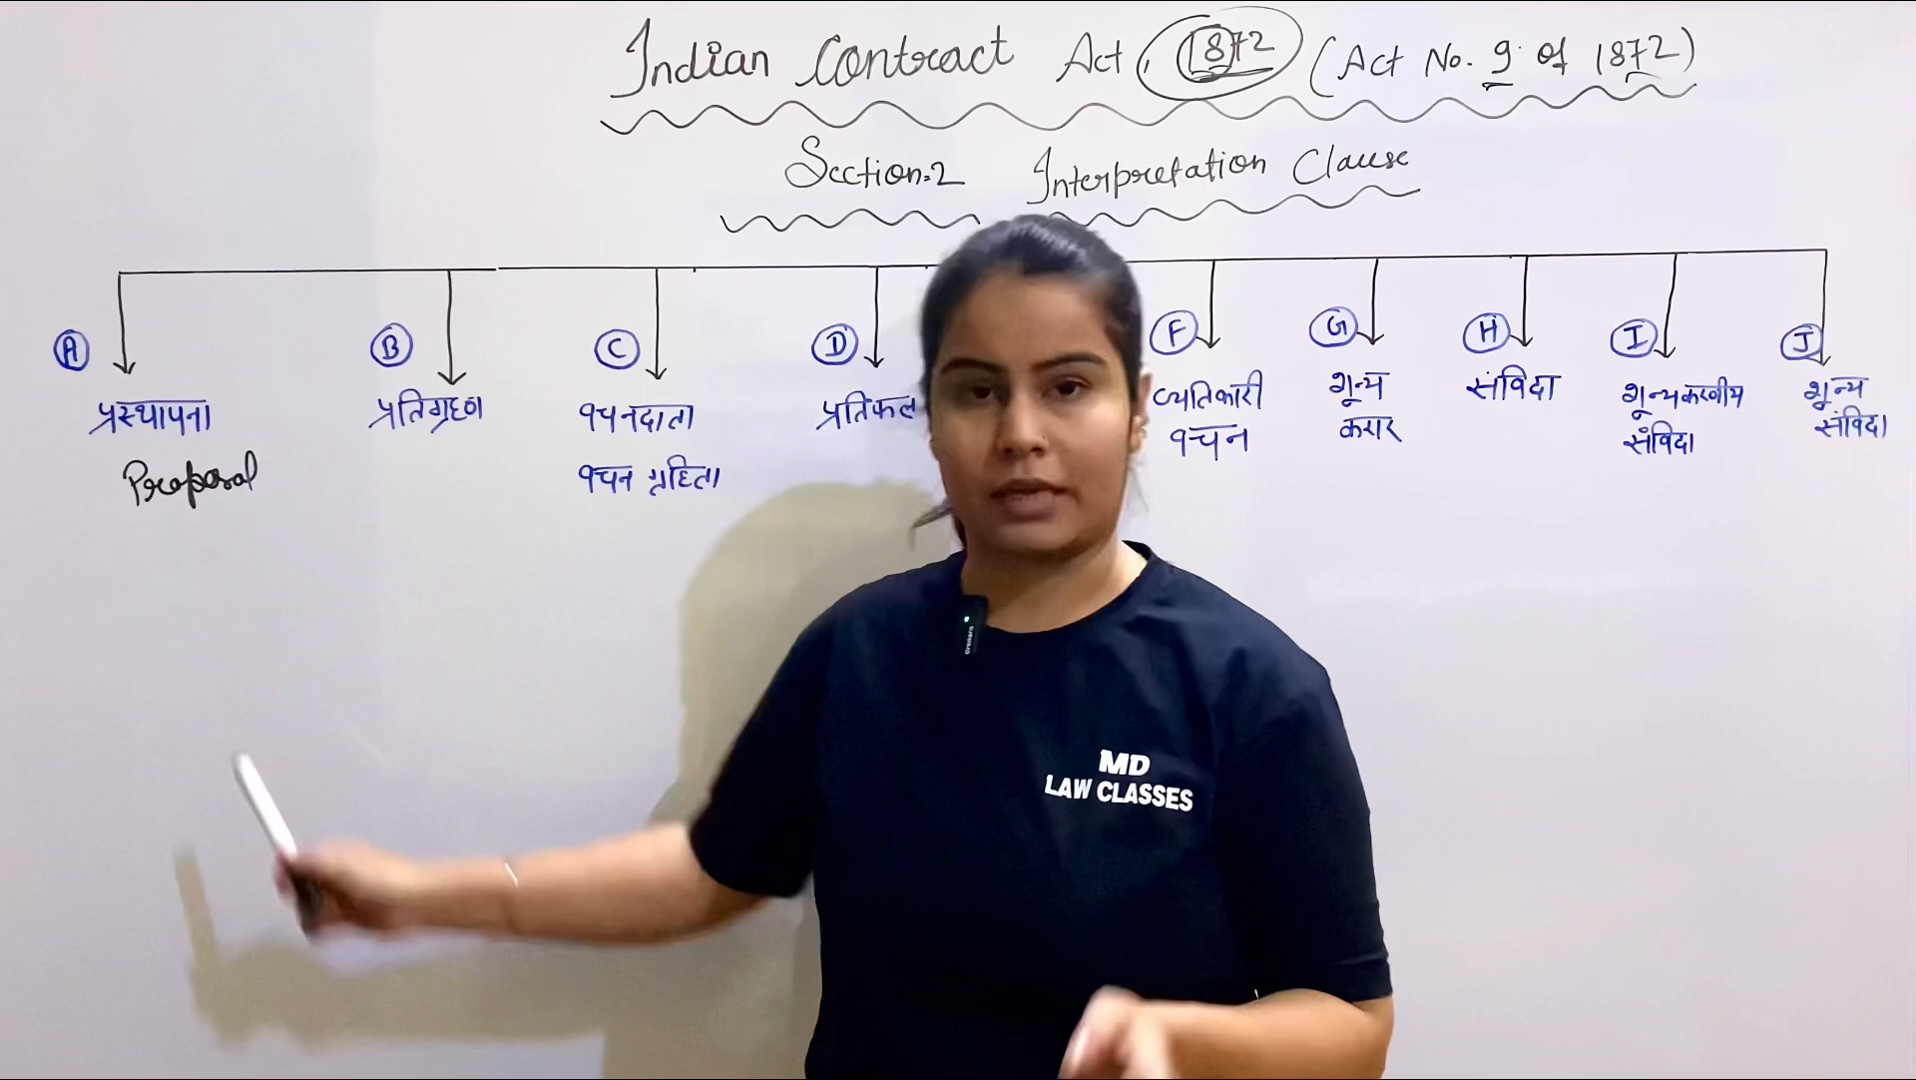 Indian Contract Act, 1872 (Act No. 9 of 1872)
Section:2 Interpretation Clause
A B C D F G H I J
प्रस्थापना प्रतिग्रहण वचनदाता प्रतिफल व्यतिकारी शून्य संविदा शून्यकरणीय शून्य
Proposal वचन ग्रहिता वचन करार संविदा संविदा
MD
LAW CLASSES